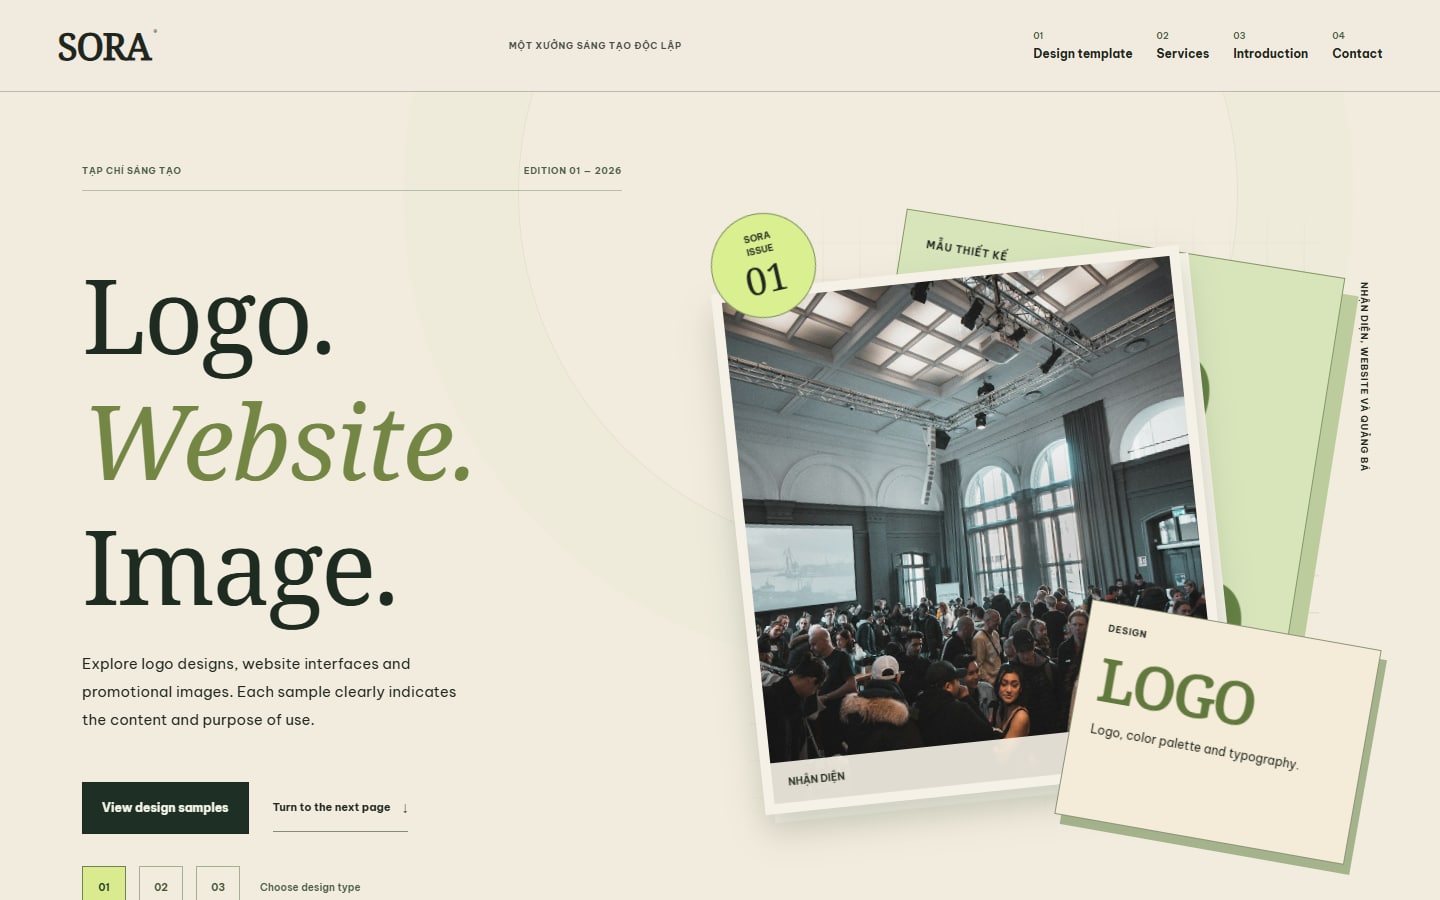 SORA
MỘT XƯỞNG SÁNG TẠO ĐỘC LẬP
01
Design template
02
Services
03
Introduction
04
Contact
TẠP CHÍ SÁNG TẠO
EDITION 01 — 2026
Logo.
Website.
Image.
Explore logo designs, website interfaces and
promotional images. Each sample clearly indicates
the content and purpose of use.
View design samples
Turn to the next page ↓
01
02
03
Choose design type
SORA
ISSUE
01
MẪU THIẾT KẾ
NHẬN DIỆN, WEBSITE VÀ QUẢNG BÁ
NHẬN DIỆN
DESIGN
LOGO
Logo, color palette and typography.